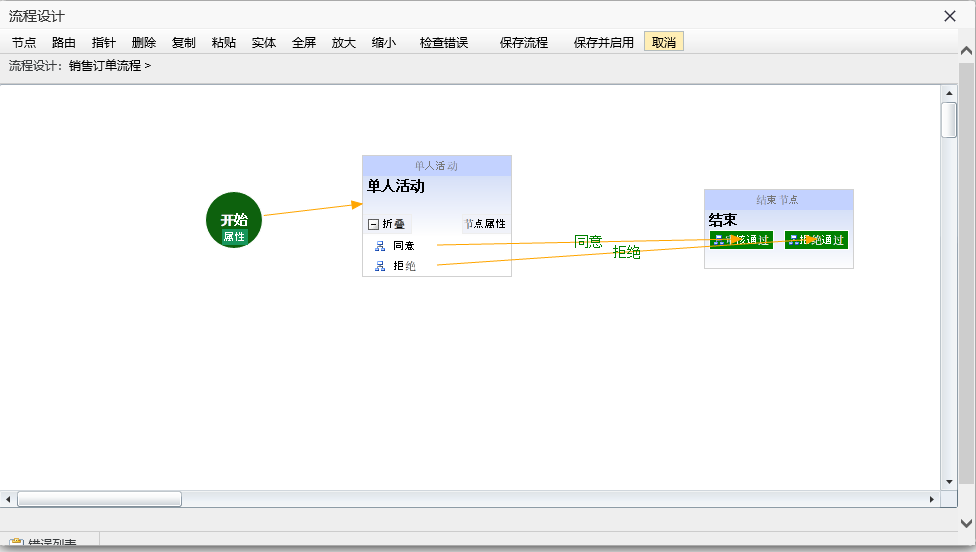 流程设计
节点 路由 指针 删除 复制 粘贴 实体 全屏 放大 缩小 检查错误 保存流程 保存并启用 取消
流程设计: 销售订单流程 >
单人活动
单人活动
折叠 节点属性
同意
拒绝
开始
属性
同意
拒绝
结束 节点
结束
审核通过 拒绝通过
错误列表